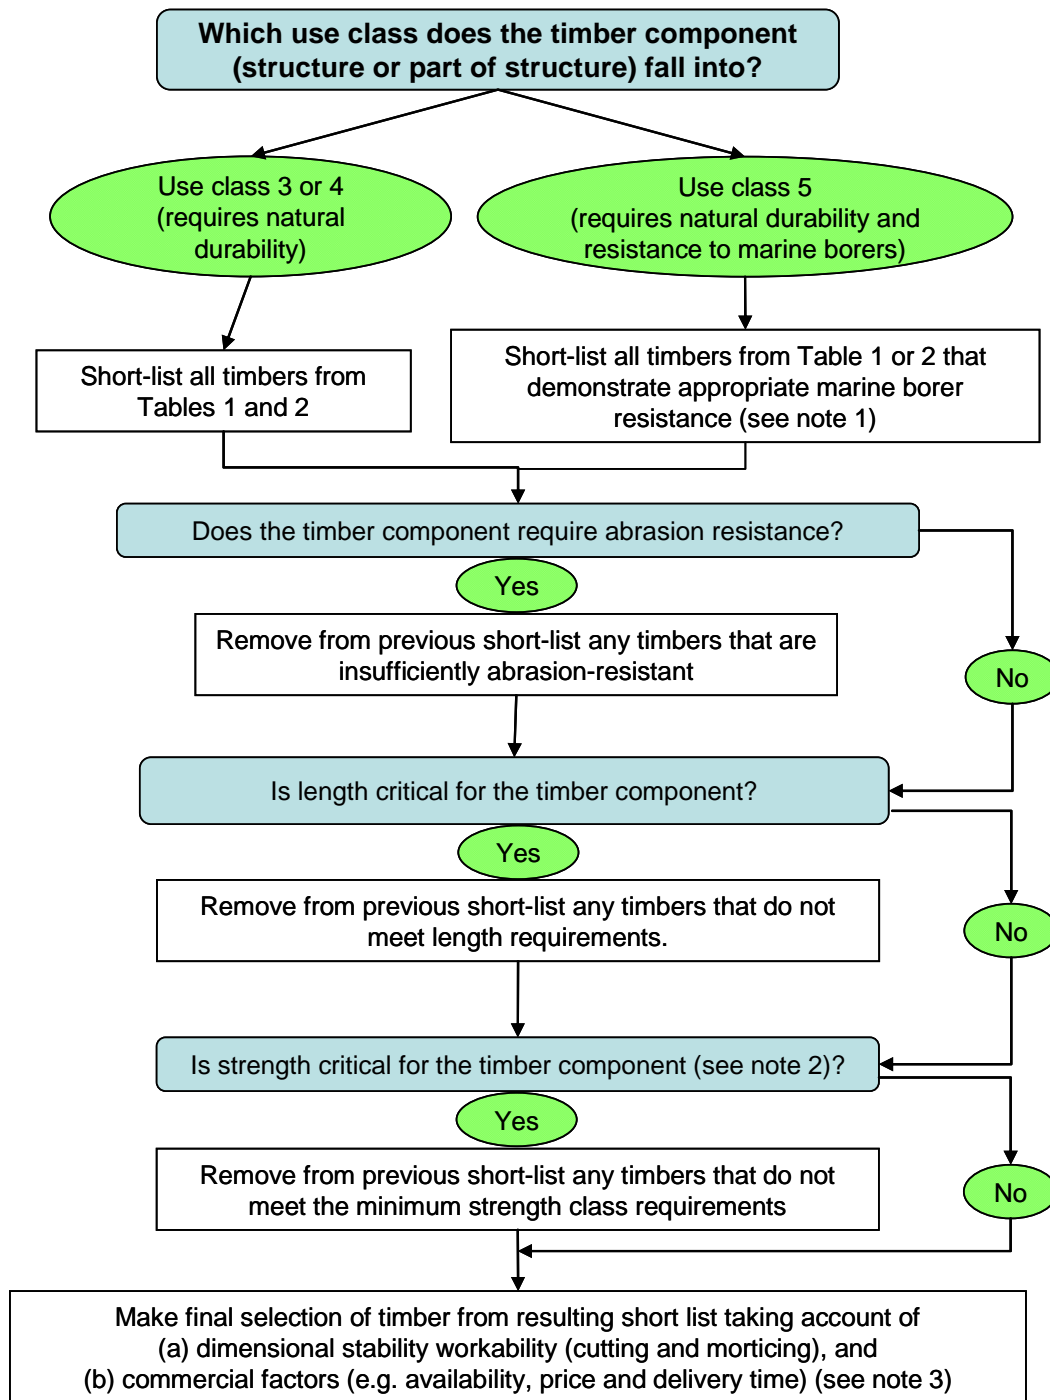 Which use class does the timber component
(structure or part of structure) fall into?
Use class 3 or 4
(requires natural
durability)
Use class 5
(requires natural durability and
resistance to marine borers)
Short-list all timbers from
Tables 1 and 2
Short-list all timbers from Table 1 or 2 that
demonstrate appropriate marine borer
resistance (see note 1)
Does the timber component require abrasion resistance?
Yes
Remove from previous short-list any timbers that are
insufficiently abrasion-resistant
No
Is length critical for the timber component?
Yes
Remove from previous short-list any timbers that do not
meet length requirements.
No
Is strength critical for the timber component (see note 2)?
Yes
Remove from previous short-list any timbers that do not
meet the minimum strength class requirements
No
Make final selection of timber from resulting short list taking account of
(a) dimensional stability workability (cutting and morticing), and
(b) commercial factors (e.g. availability, price and delivery time) (see note 3)